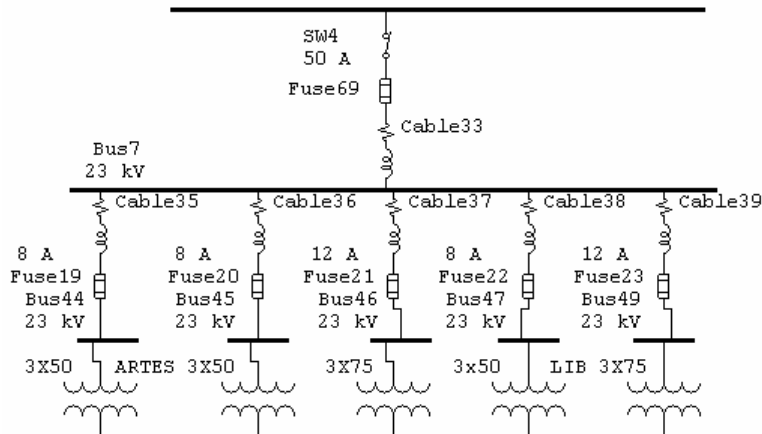 SW4
50 A
Fuse69
Cable33
Bus7
23 kV
Cable35 Cable36 Cable37 Cable38 Cable39
8 A 8 A 12 A 8 A 12 A
Fuse19 Fuse20 Fuse21 Fuse22 Fuse23
Bus44 Bus45 Bus46 Bus47 Bus49
23 kV 23 kV 23 kV 23 kV 23 kV
3X50 ARTES 3X50 3X75 3x50 LIB 3X75